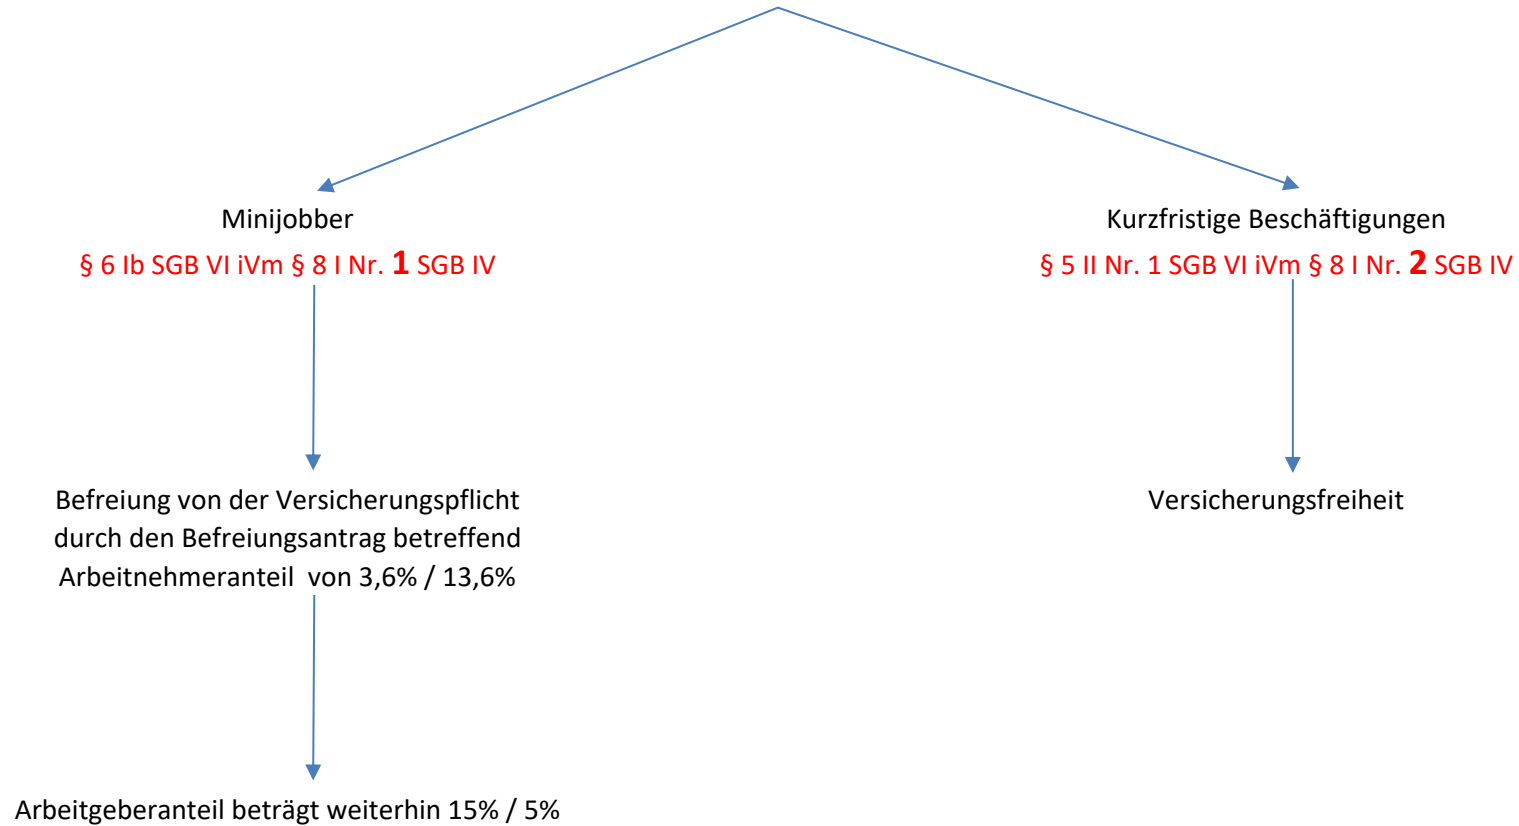 Minijobber
§ 6 Ib SGB VI iVm § 8 I Nr. 1 SGB IV
Kurzfristige Beschäftigungen
§ 5 II Nr. 1 SGB VI iVm § 8 I Nr. 2 SGB IV
Befreiung von der Versicherungspflicht
durch den Befreiungsantrag betreffend
Arbeitnehmeranteil von 3,6% / 13,6%
Versicherungsfreiheit
Arbeitgeberanteil beträgt weiterhin 15% / 5%